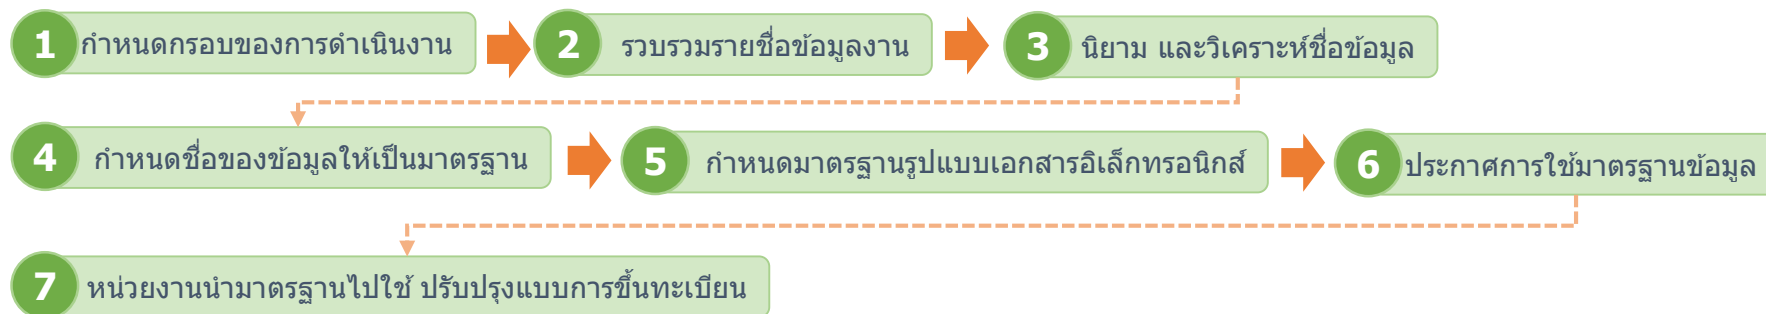 1 กำหนดกรอบของการดำเนินงาน
2 รวบรวมรายชื่อข้อมูลงาน
3 นิยาม และวิเคราะห์ชื่อข้อมูล
4 กำหนดชื่อของข้อมูลให้เป็นมาตรฐาน
5 กำหนดมาตรฐานรูปแบบเอกสารอิเล็กทรอนิกส์
6 ประกาศการใช้มาตรฐานข้อมูล
7 หน่วยงานนำมาตรฐานไปใช้ ปรับปรุงแบบการขึ้นทะเบียน